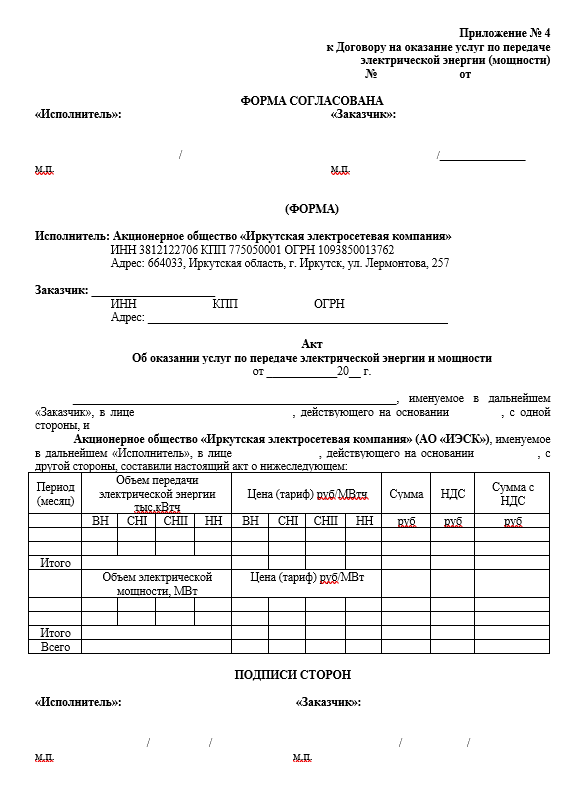 Приложение № 4
к Договору на оказание услуг по передаче
электрической энергии (мощности)
№ от
ФОРМА СОГЛАСОВАНА
«Исполнитель»: «Заказчик»:
/ /_______________
м.п. м.п.
(ФОРМА)
Исполнитель: Акционерное общество «Иркутская электросетевая компания»
ИНН 3812122706 КПП 775050001 ОГРН 1093850013762
Адрес: 664033, Иркутская область, г. Иркутск, ул. Лермонтова, 257
Заказчик: _____________________
ИНН КПП ОГРН
Адрес: ___________________________________________________
Акт
Об оказании услуг по передаче электрической энергии и мощности
от ____________20__ г.
_______________________________________________________, именуемое в дальнейшем
«Заказчик», в лице , действующего на основании , с одной
стороны, и
Акционерное общество «Иркутская электросетевая компания» (АО «ИЭСК»), именуемое
в дальнейшем «Исполнитель», в лице , действующего на основании , с
другой стороны, составили настоящий акт о нижеследующем:
Период (месяц) Объем передачи электрической энергии тыс.кВтч Цена (тариф) руб/МВтч Сумма НДС Сумма с НДС
ВН СНI СНII НН ВН СНI СНII НН руб руб руб
Итого
Объем электрической мощности, МВт Цена (тариф) руб/МВт
Итого
Всего
ПОДПИСИ СТОРОН
«Исполнитель»: «Заказчик»:
/ / / /
м.п. м.п.